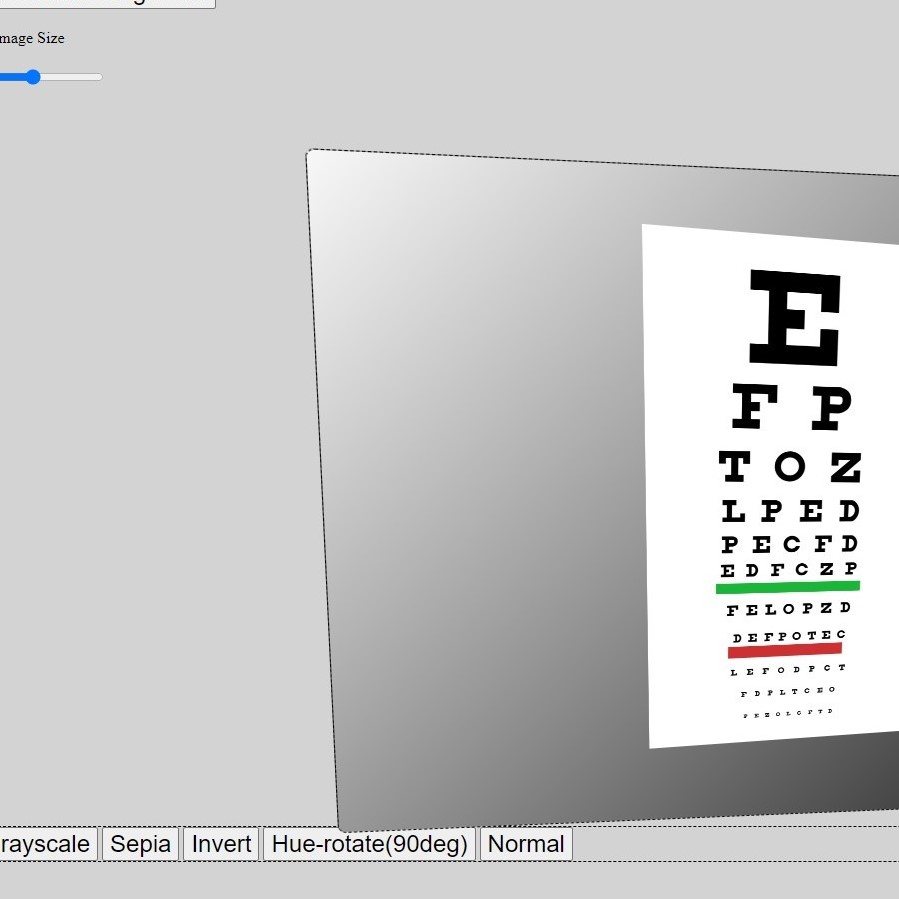 mage Size
E
F P
T O Z
L P E D
P E C F D
E D F C Z P
F E L O P Z D
D E F P O T E C
L E F O D P C T
F D P L T C E O
P E Z O L C F T D
rayscale Sepia Invert Hue-rotate(90deg) Normal